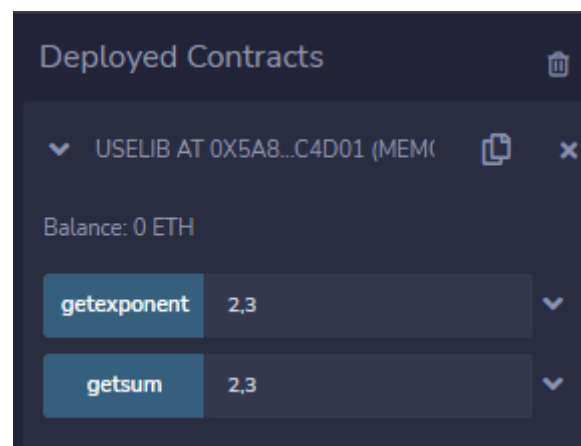 Deployed Contracts
USELIB AT 0X5A8...C4D01 (MEM
Balance: 0 ETH
getexponent 2,3
getsum 2,3